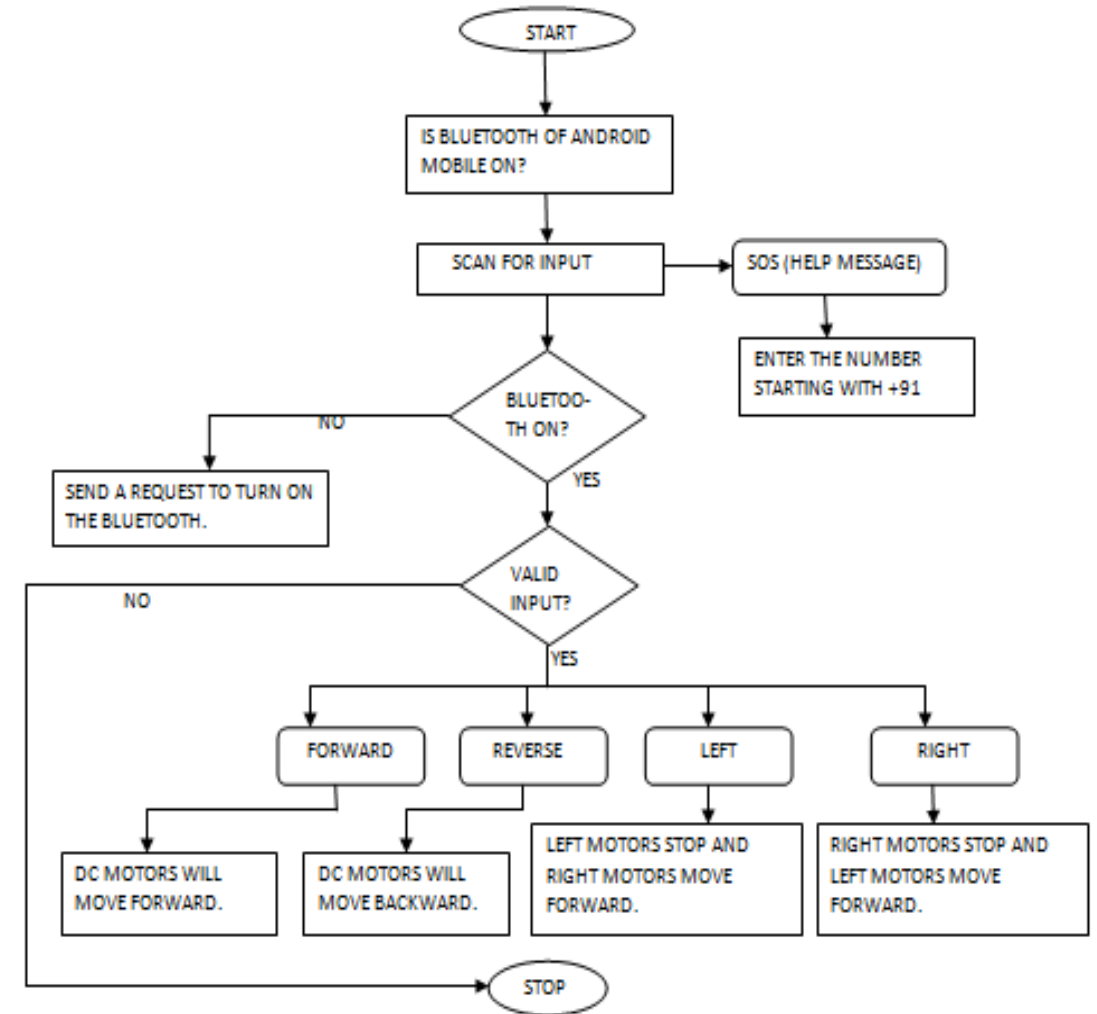 START
IS BLUETOOTH OF ANDROID
MOBILE ON?
SCAN FOR INPUT
SOS (HELP MESSAGE)
ENTER THE NUMBER
STARTING WITH +91
BLUETOO-
TH ON?
NO
YES
SEND A REQUEST TO TURN ON
THE BLUETOOTH.
VALID
INPUT?
NO
YES
FORWARD
REVERSE
LEFT
RIGHT
DC MOTORS WILL
MOVE FORWARD.
DC MOTORS WILL
MOVE BACKWARD.
LEFT MOTORS STOP AND
RIGHT MOTORS MOVE
FORWARD.
RIGHT MOTORS STOP AND
LEFT MOTORS MOVE
FORWARD.
STOP